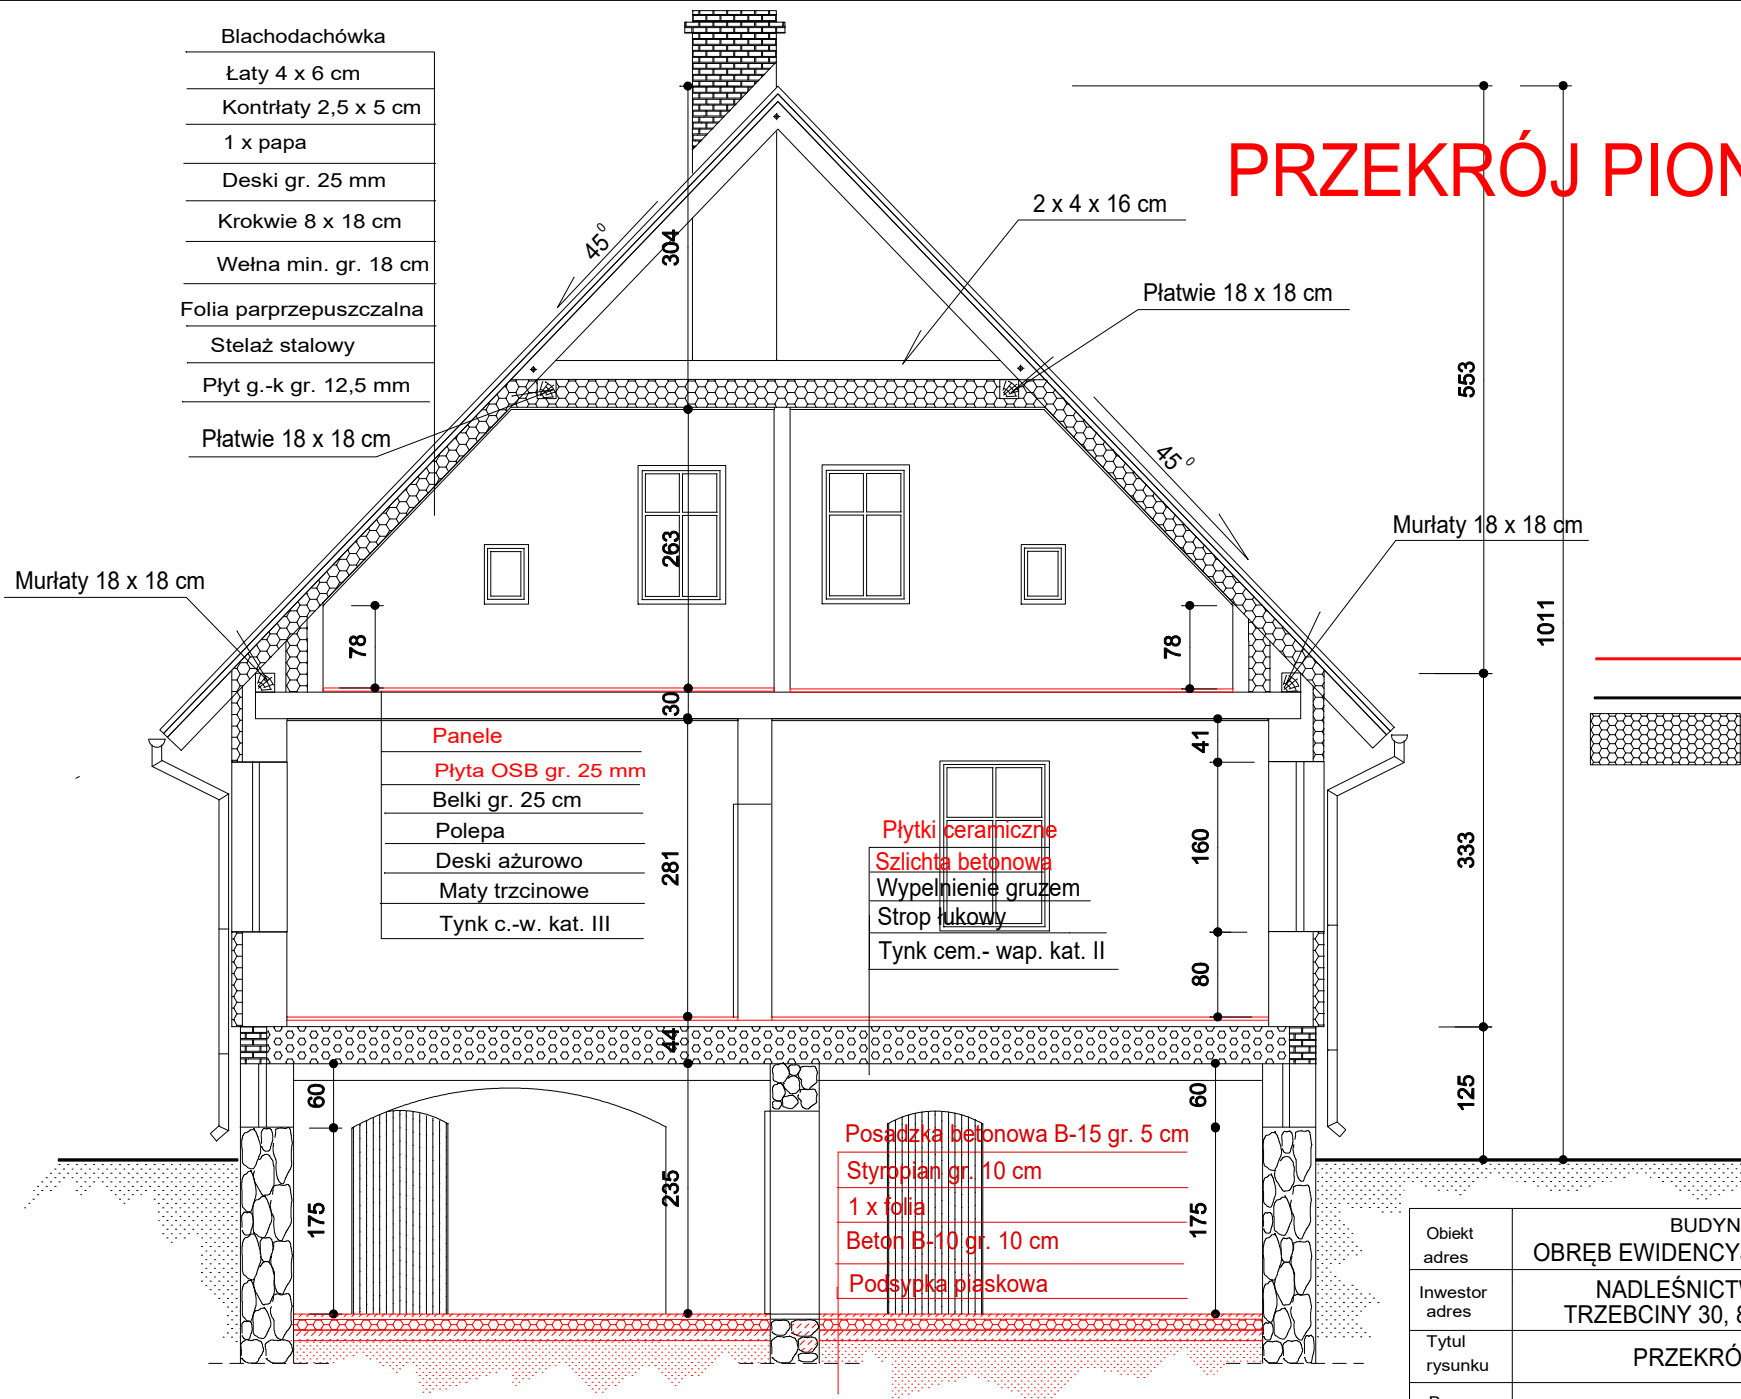 Blachodachówka
Łaty 4 x 6 cm
Kontrłaty 2,5 x 5 cm
1 x papa
Deski gr. 25 mm
Krokwie 8 x 18 cm
Wełna min. gr. 18 cm
Folia parprzepuszczalna
Stelaż stalowy
Płyt g.-k gr. 12,5 mm
Płatwie 18 x 18 cm
Murłaty 18 x 18 cm
PRZEKRÓJ PION
2 x 4 x 16 cm
Płatwie 18 x 18 cm
Murłaty 18 x 18 cm
45°
45°
304
263
78
78
30
281
44
235
41
160
80
60
175
60
175
553
1011
333
125
Panele
Płyta OSB gr. 25 mm
Belki gr. 25 cm
Polepa
Deski ażurowo
Maty trzcinowe
Tynk c.-w. kat. III
Płytki ceramiczne
Szlichta betonowa
Wypelnienie gruzem
Strop łukowy
Tynk cem.- wap. kat. II
Posadzka betonowa B-15 gr. 5 cm
Styropian gr. 10 cm
1 x folia
Beton B-10 gr. 10 cm
Podsypka piaskowa
Obiekt adres
BUDYN
OBRĘB EWIDENCY
Inwestor adres
NADLEŚNICTW
TRZEBCINY 30, 8
Tytul rysunku
PRZEKRÓ